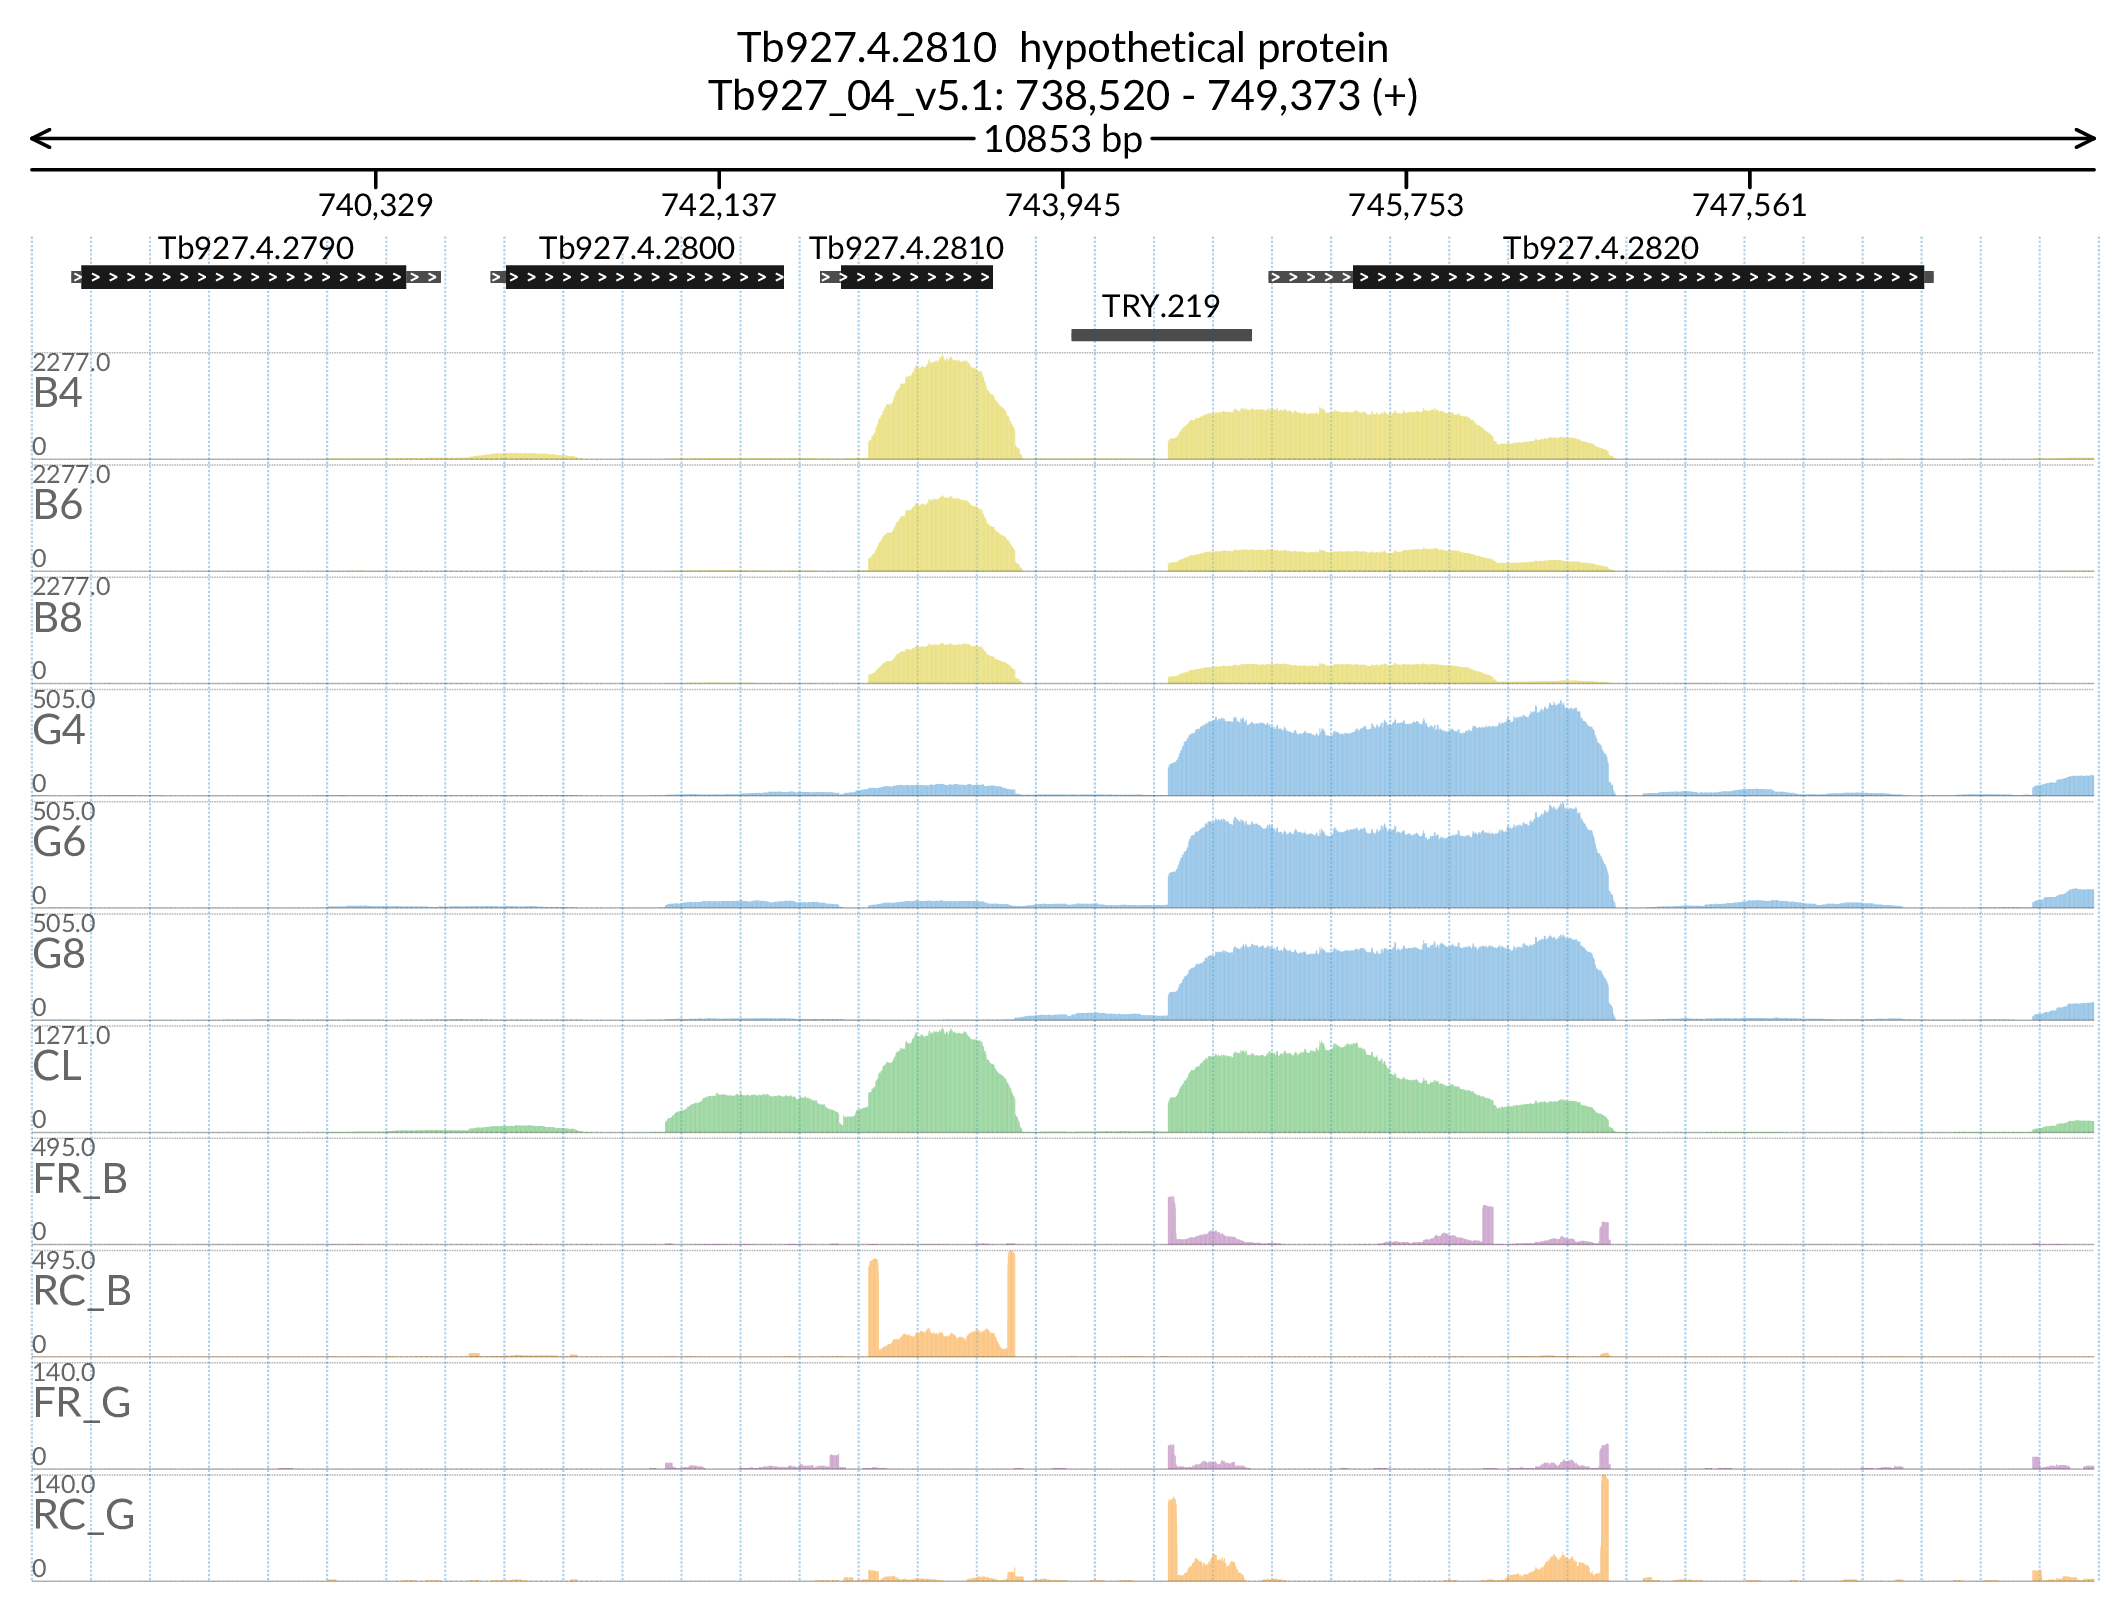 Tb927.4.2810  hypothetical protein
Tb927_04_v5.1: 738,520 - 749,373 (+)
10853 bp
740,329 742,137 743,945 745,753 747,561
Tb927.4.2790 Tb927.4.2800 Tb927.4.2810 Tb927.4.2820
TRY.219
2277.0
B4
0
2277.0
B6
0
2277.0
B8
0
505.0
G4
0
505.0
G6
0
505.0
G8
0
1271.0
CL
0
495.0
FR_B
0
495.0
RC_B
0
140.0
FR_G
0
140.0
RC_G
0